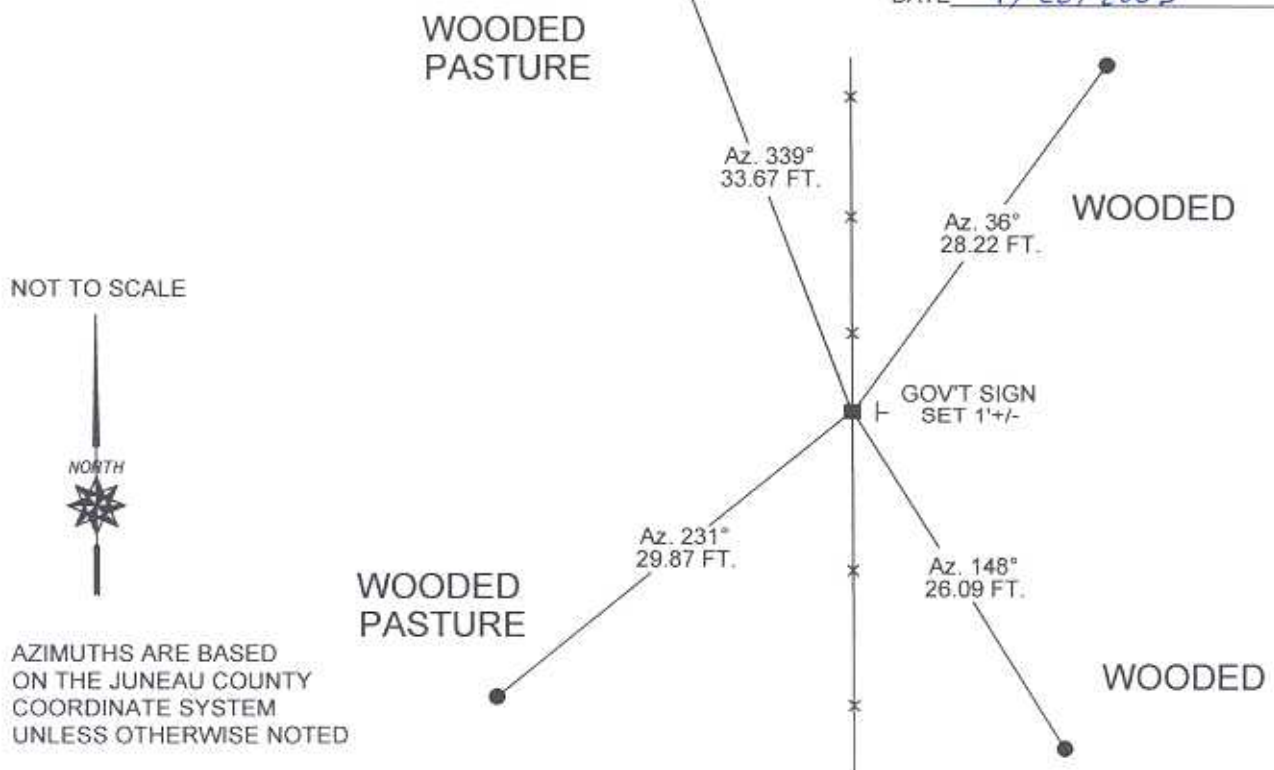 WOODED
PASTURE
DATE
Az. 339°
33.67 FT.
WOODED
Az. 36°
28.22 FT.
NOT TO SCALE
GOV'T SIGN
SET 1'+/-
NORTH
Az. 231°
29.87 FT.
Az. 148°
26.09 FT.
WOODED
PASTURE
AZIMUTHS ARE BASED
ON THE JUNEAU COUNTY
COORDINATE SYSTEM
UNLESS OTHERWISE NOTED
WOODED